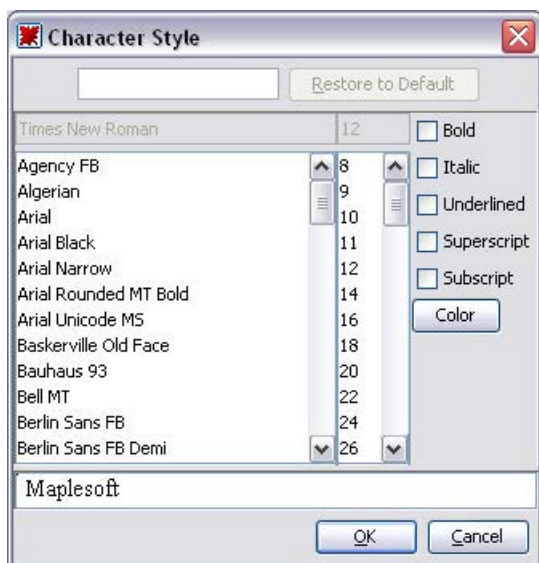 Character Style
Restore to Default
Times New Roman 12 Bold
Agency FB 8 Italic
Algerian 9
Arial 10 Underlined
Arial Black 11 Superscript
Arial Narrow 12 Subscript
Arial Rounded MT Bold 14
Arial Unicode MS 16 Color
Baskerville Old Face 18
Bauhaus 93 20
Bell MT 22
Berlin Sans FB 24
Berlin Sans FB Demi 26
Maplesoft
OK Cancel